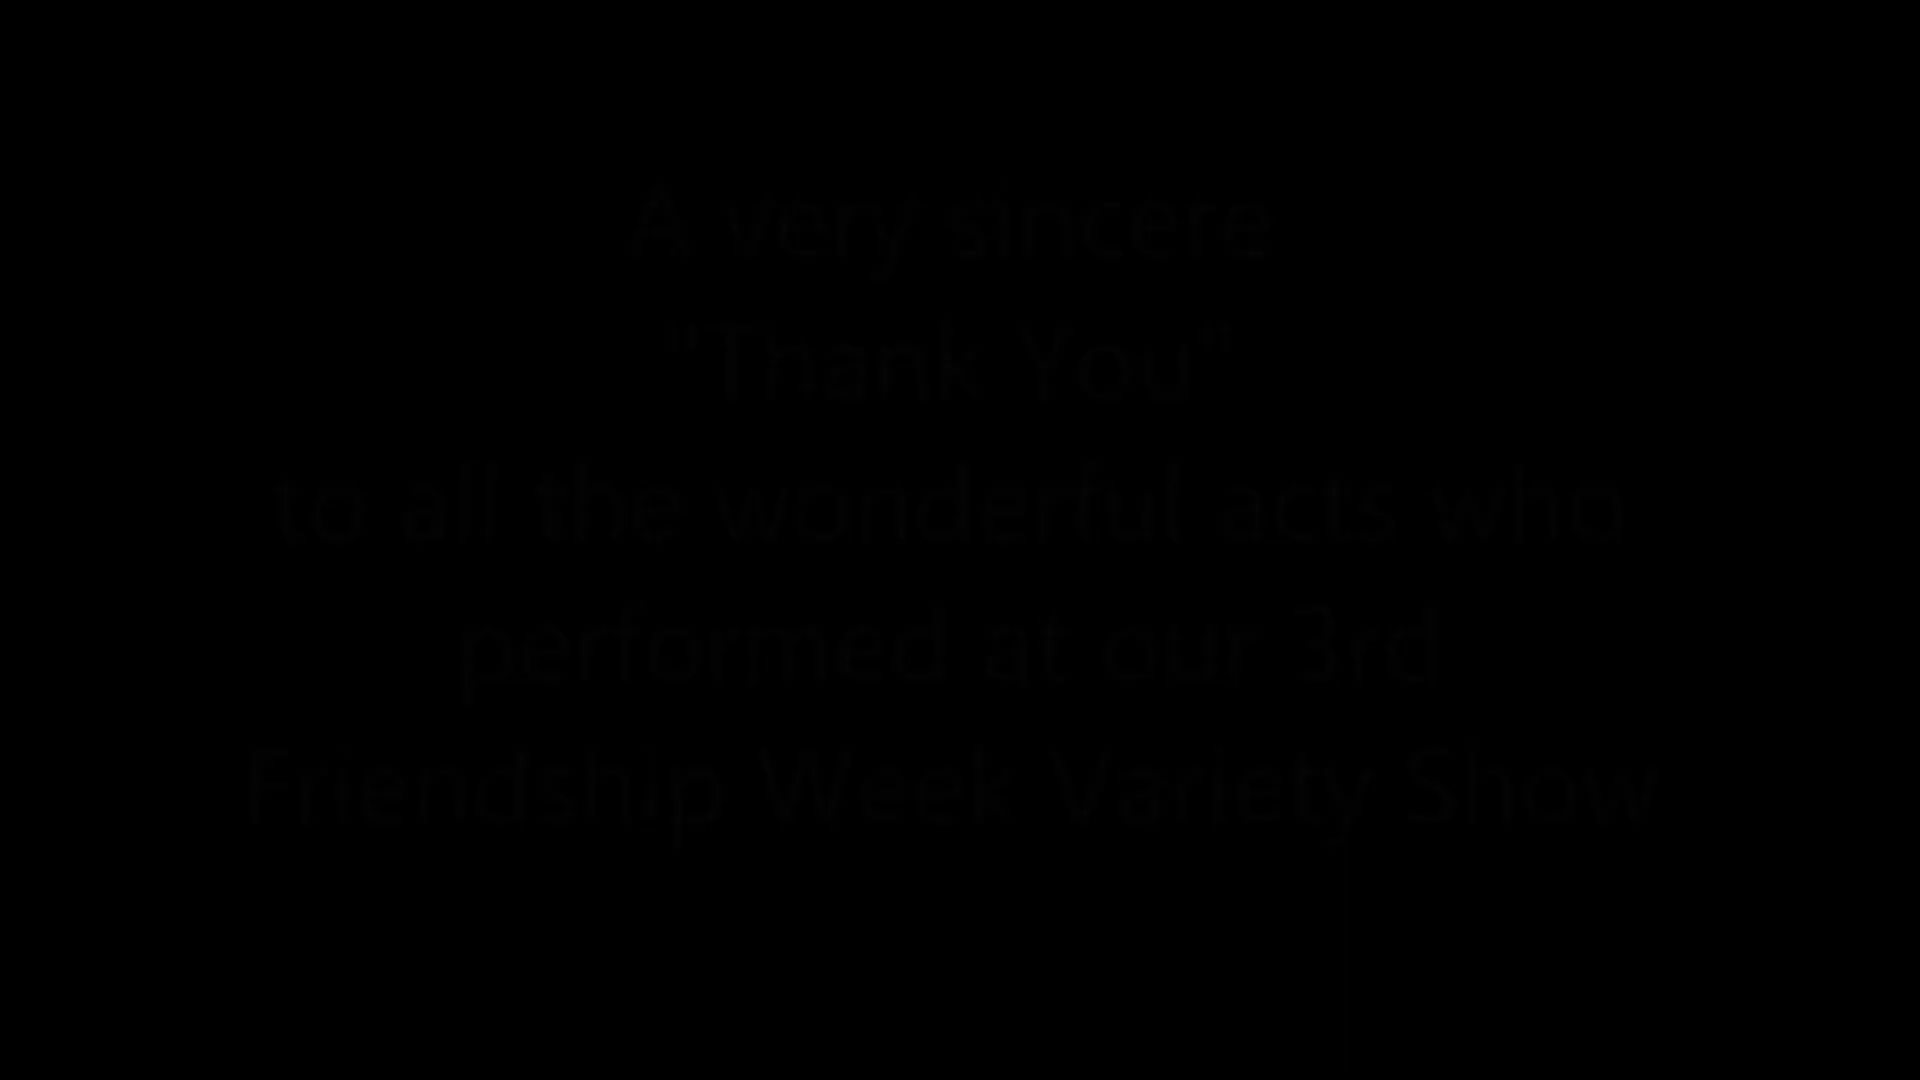 A very sincere
"Thank You"
to all the wonderful acts who
performed at our 3rd
Friendship Week Variety Show